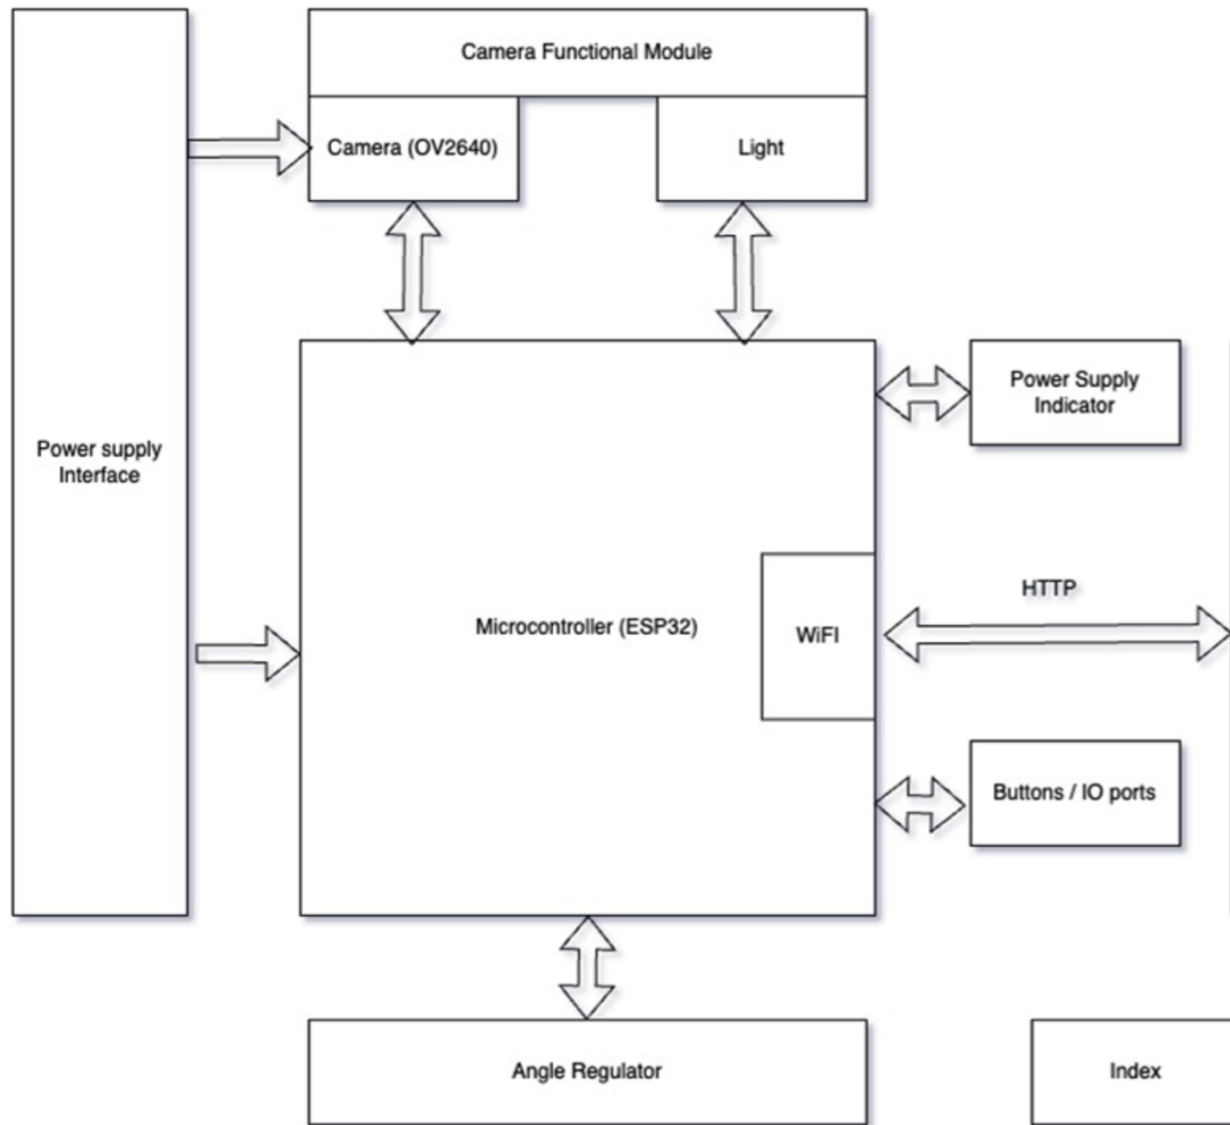 Camera Functional Module
Camera (OV2640)
Light
Power supply
Interface
Power Supply
Indicator
HTTP
Microcontroller (ESP32)
WiFI
Buttons / IO ports
Angle Regulator
Index